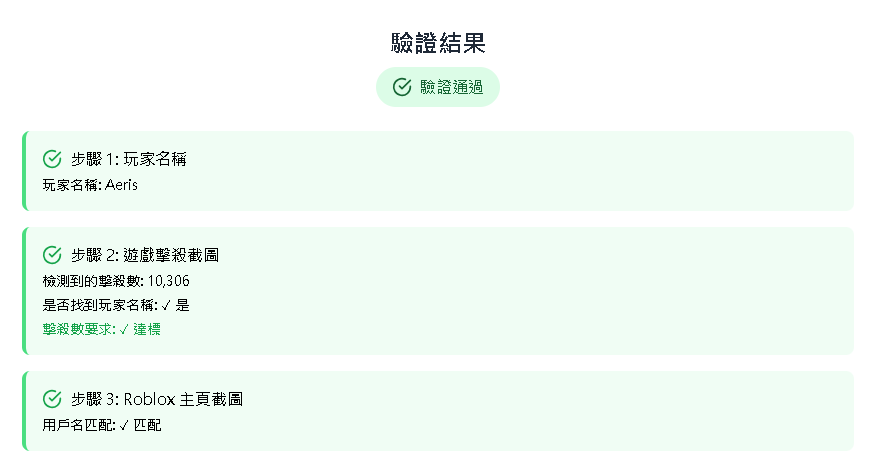 驗證結果
驗證通過
步驟 1: 玩家名稱
玩家名稱: Aeris
步驟 2: 遊戲擊殺截圖
檢測到的擊殺數: 10,306
是否找到玩家名稱: ✓ 是
擊殺數要求: ✓ 達標
步驟 3: Roblox 主頁截圖
用戶名匹配: ✓ 匹配